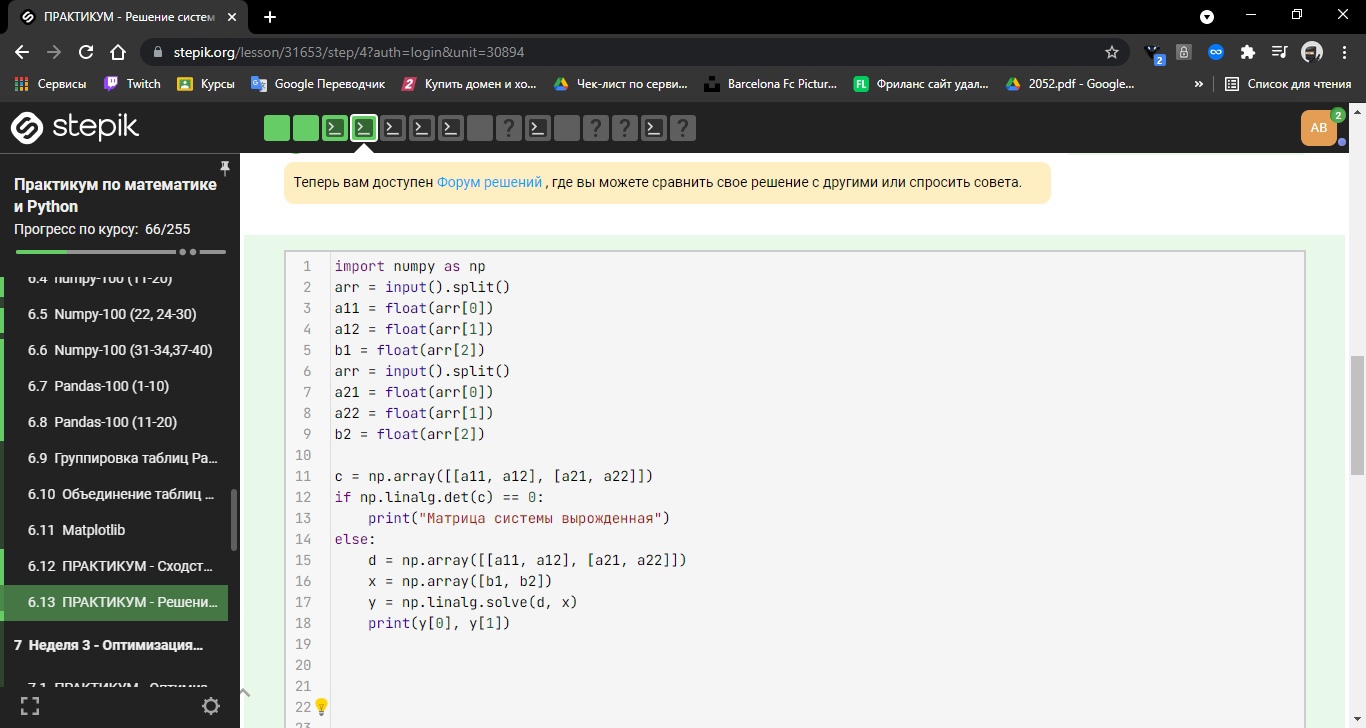 ПРАКТИКУМ - Решение систем
stepik.org/lesson/31653/step/4?auth=login&unit=30894
2
Сервисы
Twitch
Курсы
Google Переводчик
Купить домен и хо...
Чек-лист по серви...
Barcelona Fc Pictur...
FL Фриланс сайт удал...
2052.pdf - Google...
»
Список для чтения
stepik
? ? ? ?
AB 2
Практикум по математике
и Python
Прогресс по курсу: 66/255
6.4 numpy-100 (11-20)
6.5 Numpy-100 (22, 24-30)
6.6 Numpy-100 (31-34,37-40)
6.7 Pandas-100 (1-10)
6.8 Pandas-100 (11-20)
6.9 Группировка таблиц Pa...
6.10 Объединение таблиц ...
6.11 Matplotlib
6.12 ПРАКТИКУМ - Сходст...
6.13 ПРАКТИКУМ - Решени...
7 Неделя 3 - Оптимизация...
7.1 ПРАКТИКУМ - Оптимиз...
Теперь вам доступен Форум решений , где вы можете сравнить свое решение с другими или спросить совета.
1 import numpy as np
2 arr = input().split()
3 a11 = float(arr[0])
4 a12 = float(arr[1])
5 b1 = float(arr[2])
6 arr = input().split()
7 a21 = float(arr[0])
8 a22 = float(arr[1])
9 b2 = float(arr[2])
10
11 c = np.array([[a11, a12], [a21, a22]])
12 if np.linalg.det(c) == 0:
13     print("Матрица системы вырожденная")
14 else:
15     d = np.array([[a11, a12], [a21, a22]])
16     x = np.array([b1, b2])
17     y = np.linalg.solve(d, x)
18     print(y[0], y[1])
19
20
21
22
23